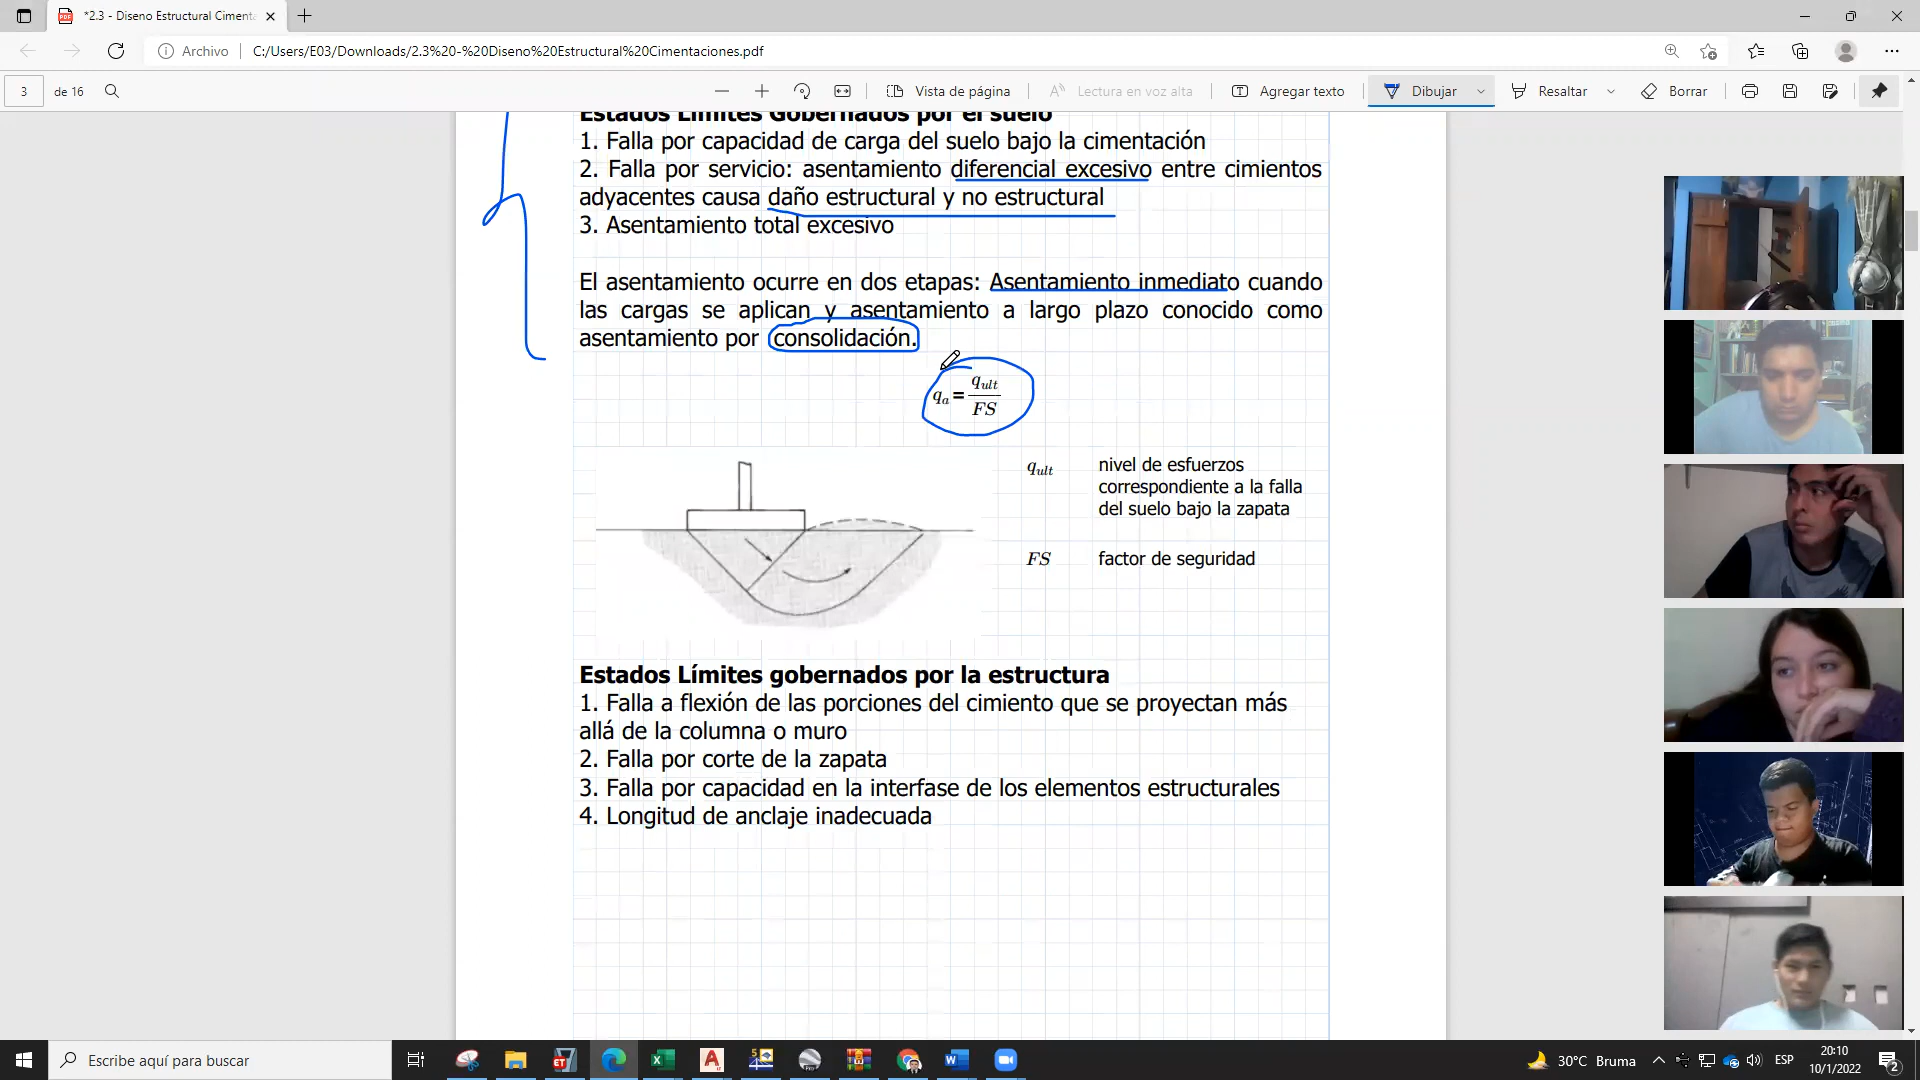 *2.3 - Diseno Estructural Cimenta
Archivo
C:/Users/E03/Downloads/2.3%20-%20Diseno%20Estructural%20Cimentaciones.pdf
3 de 16
Vista de página
Lectura en voz alta
Agregar texto
Dibujar
Resaltar
Borrar
Estados Límites Gobernados por el suelo
1. Falla por capacidad de carga del suelo bajo la cimentación
2. Falla por servicio: asentamiento diferencial excesivo entre cimientos
adyacentes causa daño estructural y no estructural
3. Asentamiento total excesivo
El asentamiento ocurre en dos etapas: Asentamiento inmediato cuando
las cargas se aplican y asentamiento a largo plazo conocido como
asentamiento por consolidación.
qa = qult / FS
qult nivel de esfuerzos
correspondiente a la falla
del suelo bajo la zapata
FS factor de seguridad
Estados Límites gobernados por la estructura
1. Falla a flexión de las porciones del cimiento que se proyectan más
allá de la columna o muro
2. Falla por corte de la zapata
3. Falla por capacidad en la interfase de los elementos estructurales
4. Longitud de anclaje inadecuada
Escribe aquí para buscar
30°C Bruma
ESP
20:10
10/1/2022
2